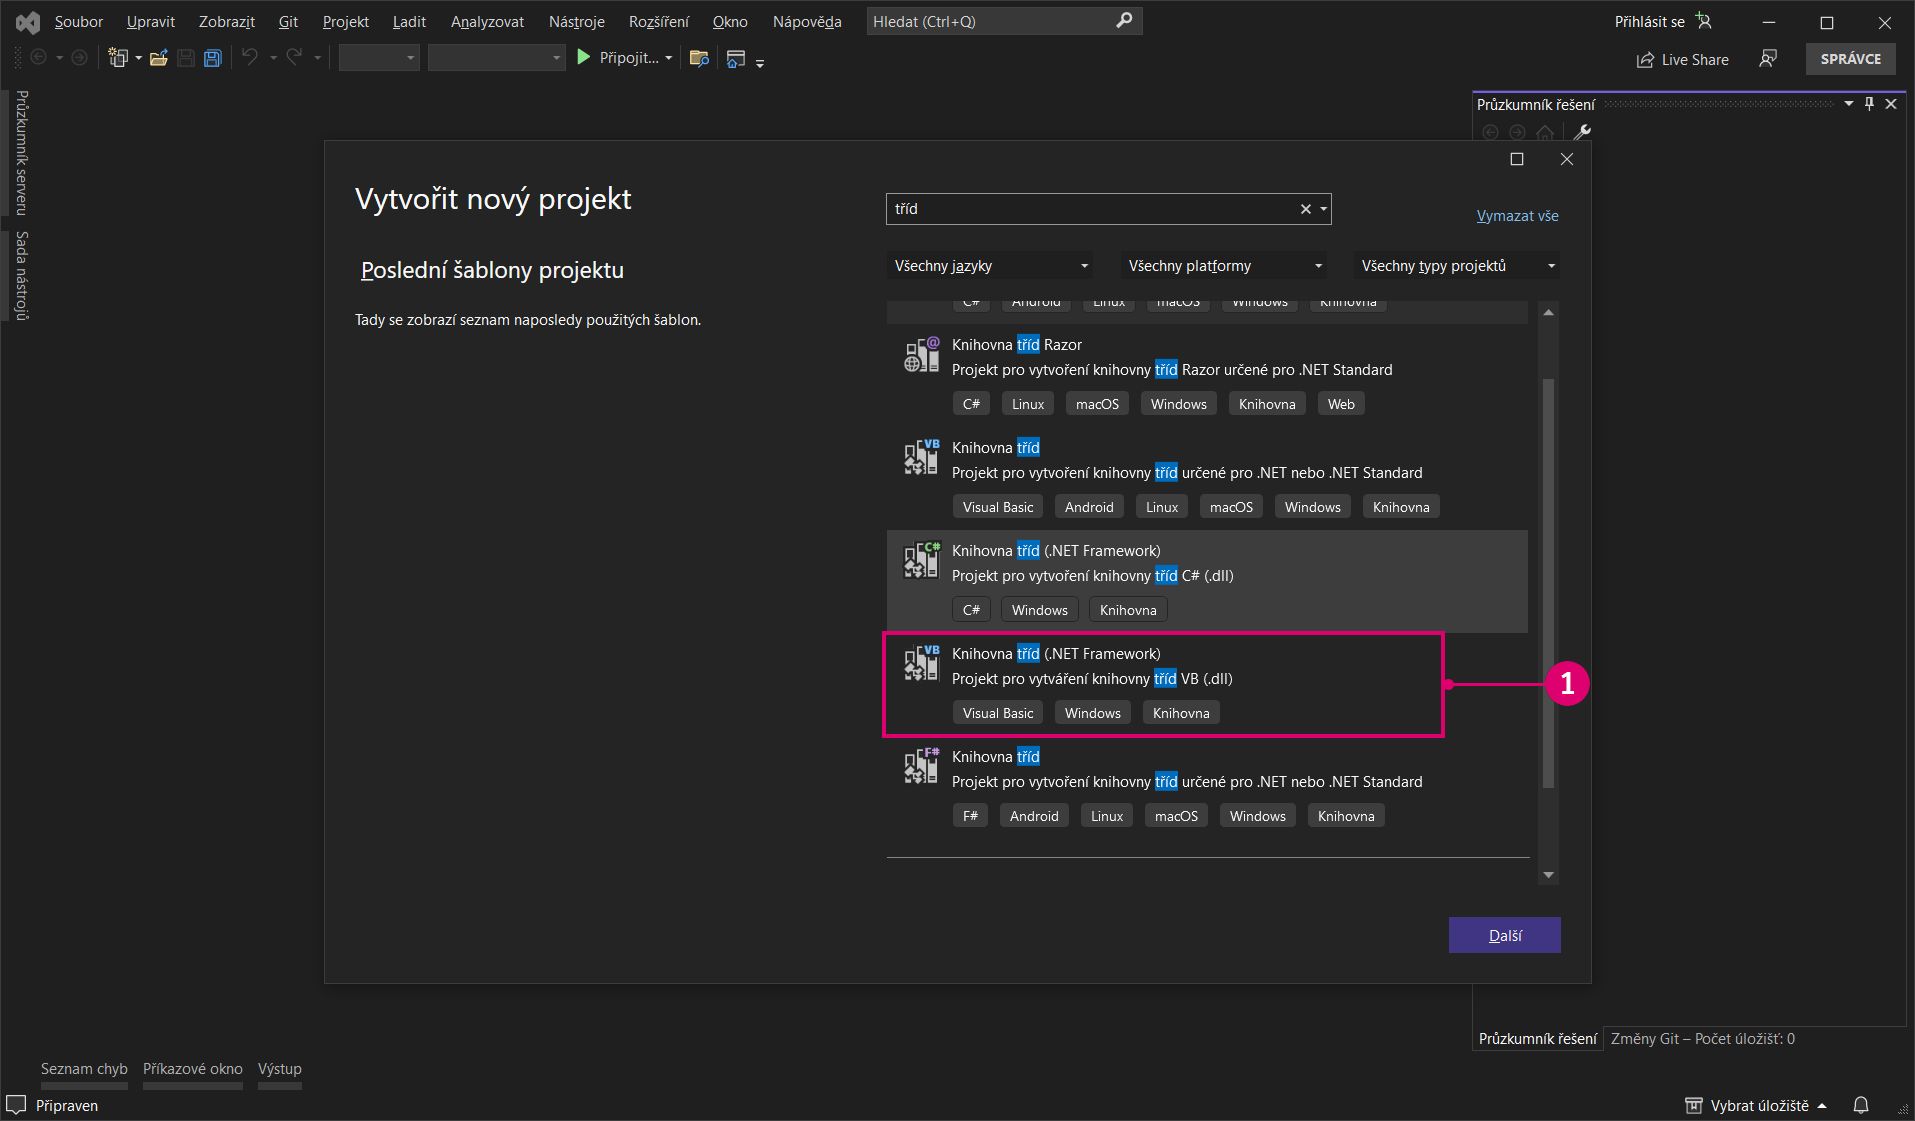 Soubor Upravit Zobrazit Git Projekt Ladit Analyzovat Nástroje Rozšíření Okno Nápověda Hledat (Ctrl+Q) Přihlásit se
Připojit... Live Share SPRÁVCE
Průzkumník serveru
Sada nástrojů
Průzkumník řešení
Vytvořit nový projekt
tříd
Vymazat vše
Poslední šablony projektu
Tady se zobrazí seznam naposledy použitých šablon.
Všechny jazyky Všechny platformy Všechny typy projektů
C# Android Linux macOS Windows Knihovna
@
Knihovna tříd Razor
Projekt pro vytvoření knihovny tříd Razor určené pro .NET Standard
C# Linux macOS Windows Knihovna Web
VB
Knihovna tříd
Projekt pro vytvoření knihovny tříd určené pro .NET nebo .NET Standard
Visual Basic Android Linux macOS Windows Knihovna
C#
Knihovna tříd (.NET Framework)
Projekt pro vytvoření knihovny tříd C# (.dll)
C# Windows Knihovna
VB
Knihovna tříd (.NET Framework)
Projekt pro vytváření knihovny tříd VB (.dll)
Visual Basic Windows Knihovna
1
F#
Knihovna tříd
Projekt pro vytvoření knihovny tříd určené pro .NET nebo .NET Standard
F# Android Linux macOS Windows Knihovna
Další
Průzkumník řešení Změny Git – Počet úložišť: 0
Seznam chyb Příkazové okno Výstup
Připraven Vybrat úložiště